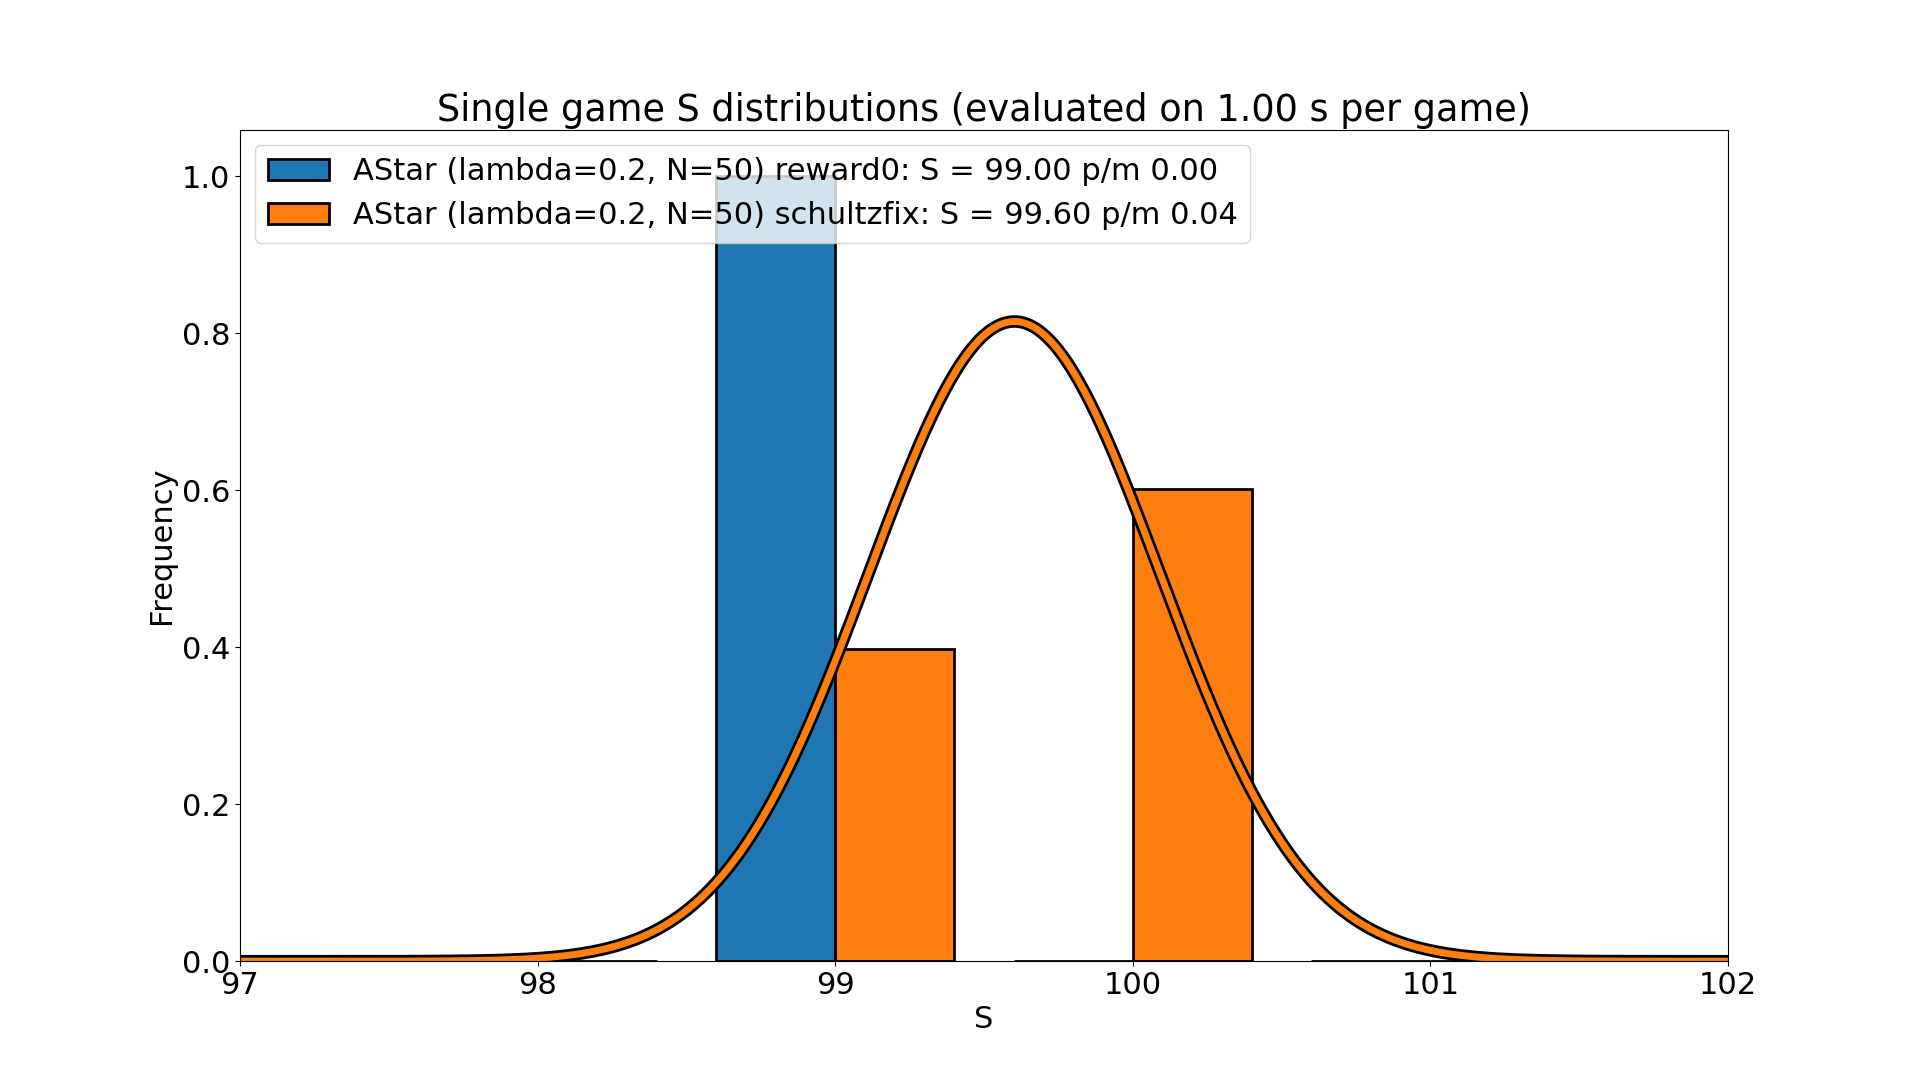 Single game S distributions (evaluated on 1.00 s per game)
AStar (lambda=0.2, N=50) reward0: S = 99.00 p/m 0.00
AStar (lambda=0.2, N=50) schultzfix: S = 99.60 p/m 0.04
Frequency
1.0
0.8
0.6
0.4
0.2
0.0
97 98 99 100 101 102
S